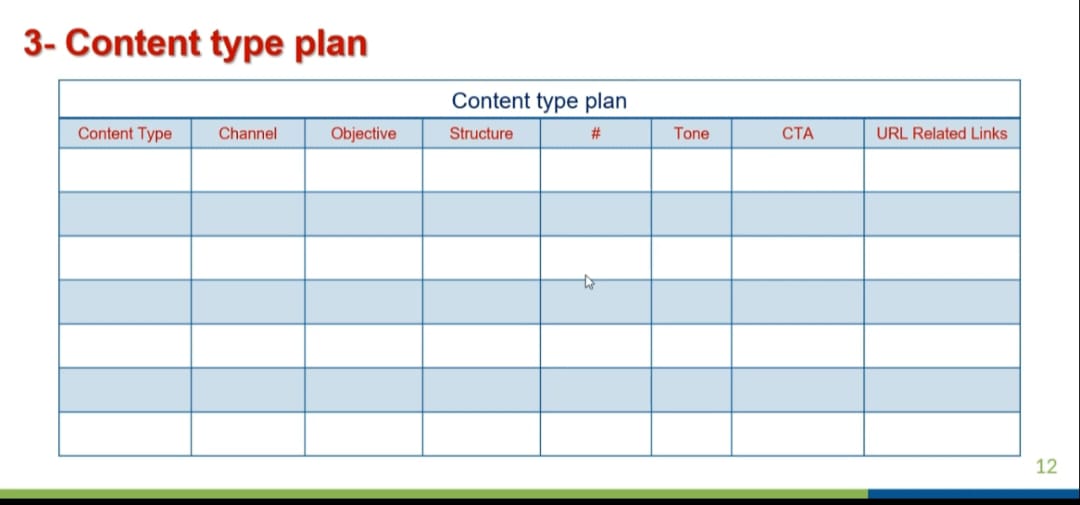 3- Content type plan
Content type plan
Content Type Channel Objective Structure # Tone CTA URL Related Links
12